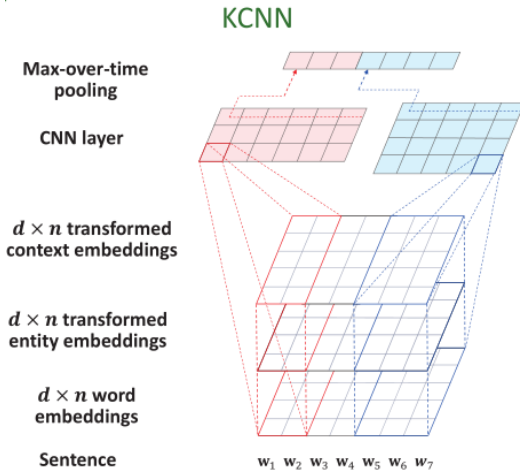 KCNN
Max-over-time
pooling
CNN layer
d × n transformed
context embeddings
d × n transformed
entity embeddings
d × n word
embeddings
Sentence w₁ w₂ w₃ w₄ w₅ w₆ w₇